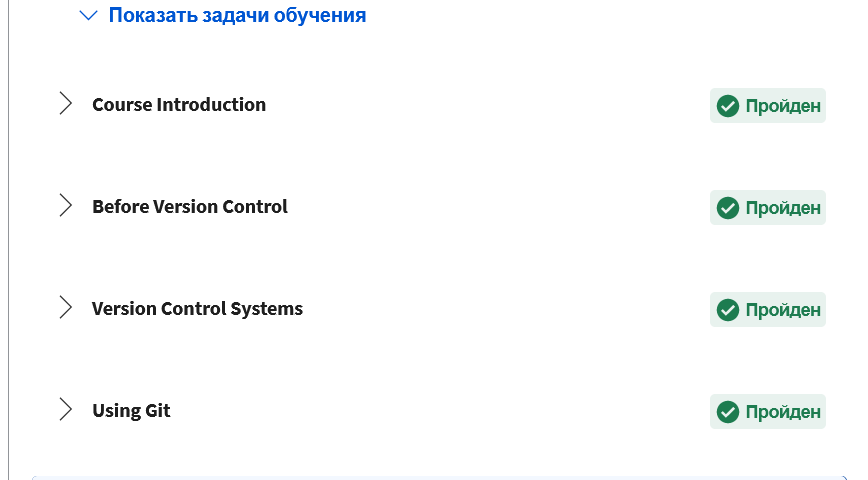 Показать задачи обучения
Course Introduction
Пройден
Before Version Control
Пройден
Version Control Systems
Пройден
Using Git
Пройден